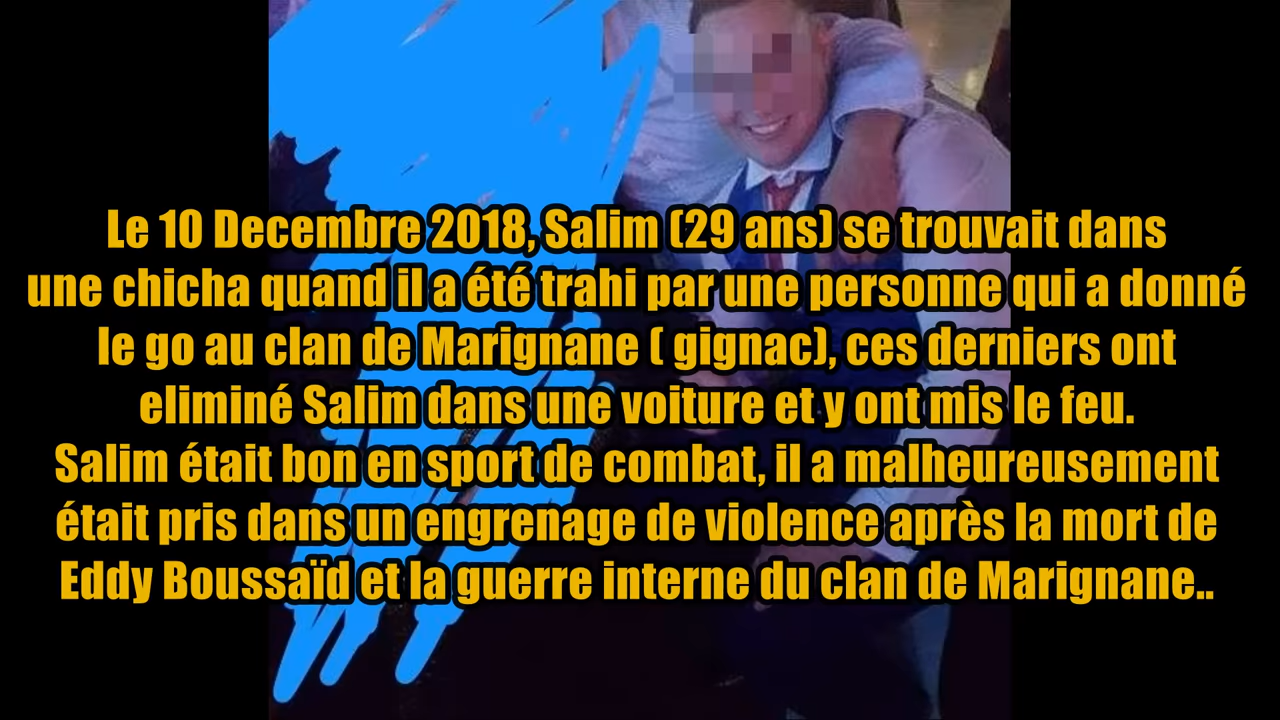 Le 10 Decembre 2018, Salim (29 ans) se trouvait dans
une chicha quand il a été trahi par une personne qui a donné
le go au clan de Marignane ( gignac), ces derniers ont
eliminé Salim dans une voiture et y ont mis le feu.
Salim était bon en sport de combat, il a malheureusement
était pris dans un engrenage de violence après la mort de
Eddy Boussaïd et la guerre interne du clan de Marignane..